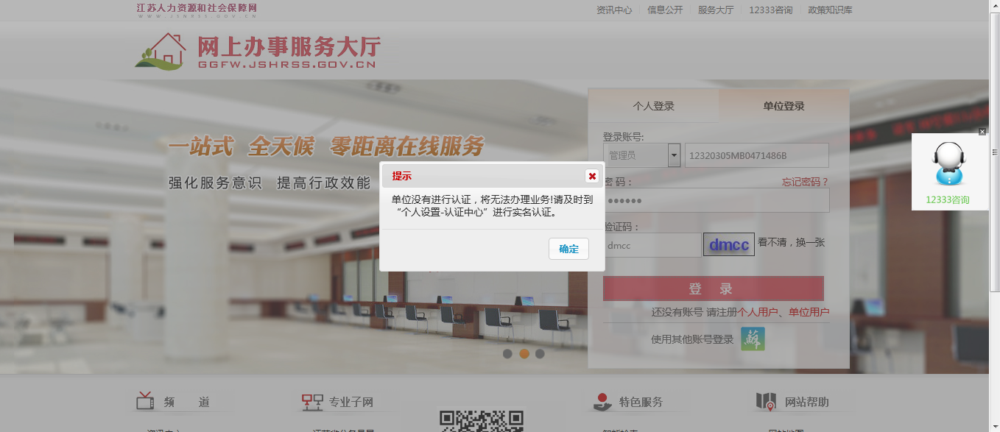 江苏人力资源和社会保障网
WWW.JSHRSS.GOV.CN
资讯中心 信息公开 服务大厅 12333咨询 政策知识库
网上办事服务大厅
GGFW.JSHRSS.GOV.CN
一站式 全天候 零距离在线服务
强化服务意识 提高行政效能
个人登录 单位登录
登录账号:
管理员 12320305MB0471486B
密 码： 忘记密码？
●●●●●●
验证码：
dmcc dmcc 看不清，换一张
登 录
还没有账号 请注册个人用户、单位用户
使用其他账号登录 蘇
提示
单位没有进行认证，将无法办理业务!请及时到
“个人设置-认证中心”进行实名认证。
确定
12333咨询
频 道 专业子网 特色服务 网站帮助